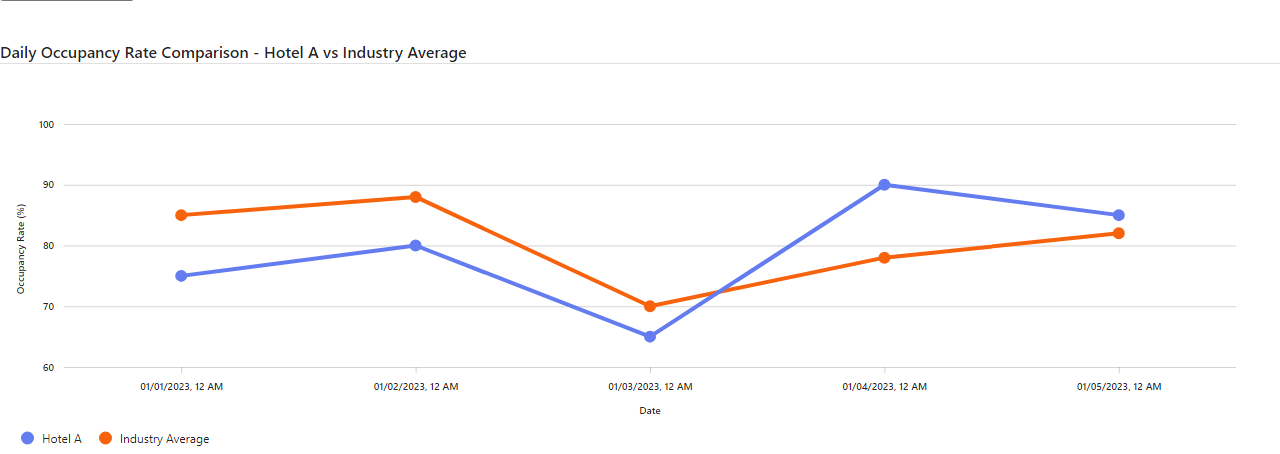 Daily Occupancy Rate Comparison - Hotel A vs Industry Average
100
90
80
70
60
Occupancy Rate (%)
01/01/2023, 12 AM 01/02/2023, 12 AM 01/03/2023, 12 AM 01/04/2023, 12 AM 01/05/2023, 12 AM
Date
Hotel A Industry Average